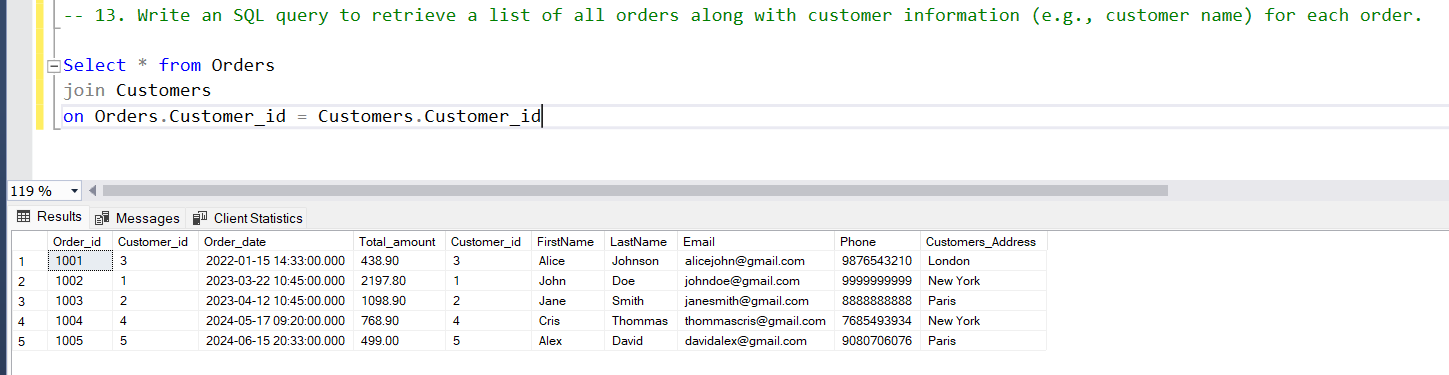 -- 13. Write an SQL query to retrieve a list of all orders along with customer information (e.g., customer name) for each order.
Select * from Orders
join Customers
on Orders.Customer_id = Customers.Customer_id
119 %
Results Messages Client Statistics
Order_id Customer_id Order_date Total_amount Customer_id FirstName LastName Email Phone Customers_Address
1 1001 3 2022-01-15 14:33:00.000 438.90 3 Alice Johnson alicejohn@gmail.com 9876543210 London
2 1002 1 2023-03-22 10:45:00.000 2197.80 1 John Doe johndoe@gmail.com 9999999999 New York
3 1003 2 2023-04-12 10:45:00.000 1098.90 2 Jane Smith janesmith@gmail.com 8888888888 Paris
4 1004 4 2024-05-17 09:20:00.000 768.90 4 Cris Thommas thommascris@gmail.com 7685493934 New York
5 1005 5 2024-06-15 20:33:00.000 499.00 5 Alex David davidalex@gmail.com 9080706076 Paris